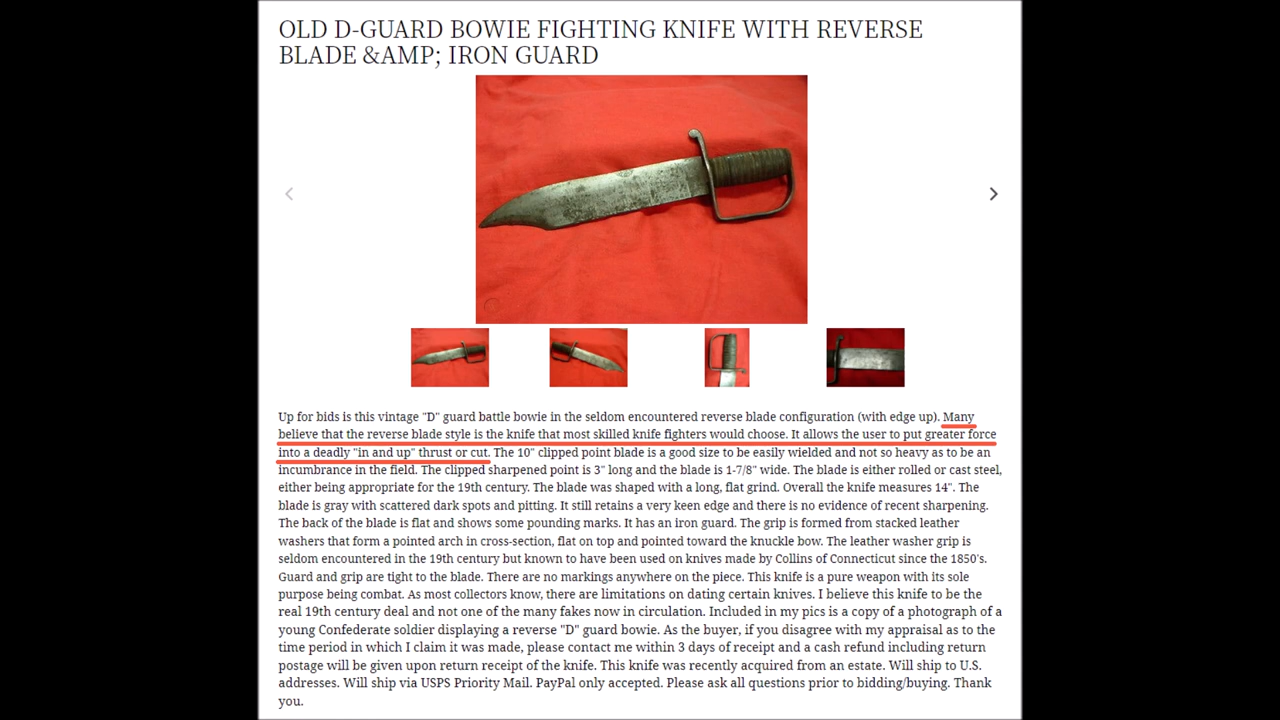 OLD D-GUARD BOWIE FIGHTING KNIFE WITH REVERSE
BLADE &AMP; IRON GUARD
Up for bids is this vintage "D" guard battle bowie in the seldom encountered reverse blade configuration (with edge up). Many
believe that the reverse blade style is the knife that most skilled knife fighters would choose. It allows the user to put greater force
into a deadly "in and up" thrust or cut. The 10" clipped point blade is a good size to be easily wielded and not so heavy as to be an
incumbrance in the field. The clipped sharpened point is 3" long and the blade is 1-7/8" wide. The blade is either rolled or cast steel,
either being appropriate for the 19th century. The blade was shaped with a long, flat grind. Overall the knife measures 14". The
blade is gray with scattered dark spots and pitting. It still retains a very keen edge and there is no evidence of recent sharpening.
The back of the blade is flat and shows some pounding marks. It has an iron guard. The grip is formed from stacked leather
washers that form a pointed arch in cross-section, flat on top and pointed toward the knuckle bow. The leather washer grip is
seldom encountered in the 19th century but known to have been used on knives made by Collins of Connecticut since the 1850's.
Guard and grip are tight to the blade. There are no markings anywhere on the piece. This knife is a pure weapon with its sole
purpose being combat. As most collectors know, there are limitations on dating certain knives. I believe this knife to be the
real 19th century deal and not one of the many fakes now in circulation. Included in my pics is a copy of a photograph of a
young Confederate soldier displaying a reverse "D" guard bowie. As the buyer, if you disagree with my appraisal as to the
time period in which I claim it was made, please contact me within 3 days of receipt and a cash refund including return
postage will be given upon return receipt of the knife. This knife was recently acquired from an estate. Will ship to U.S.
addresses. Will ship via USPS Priority Mail. PayPal only accepted. Please ask all questions prior to bidding/buying. Thank
you.